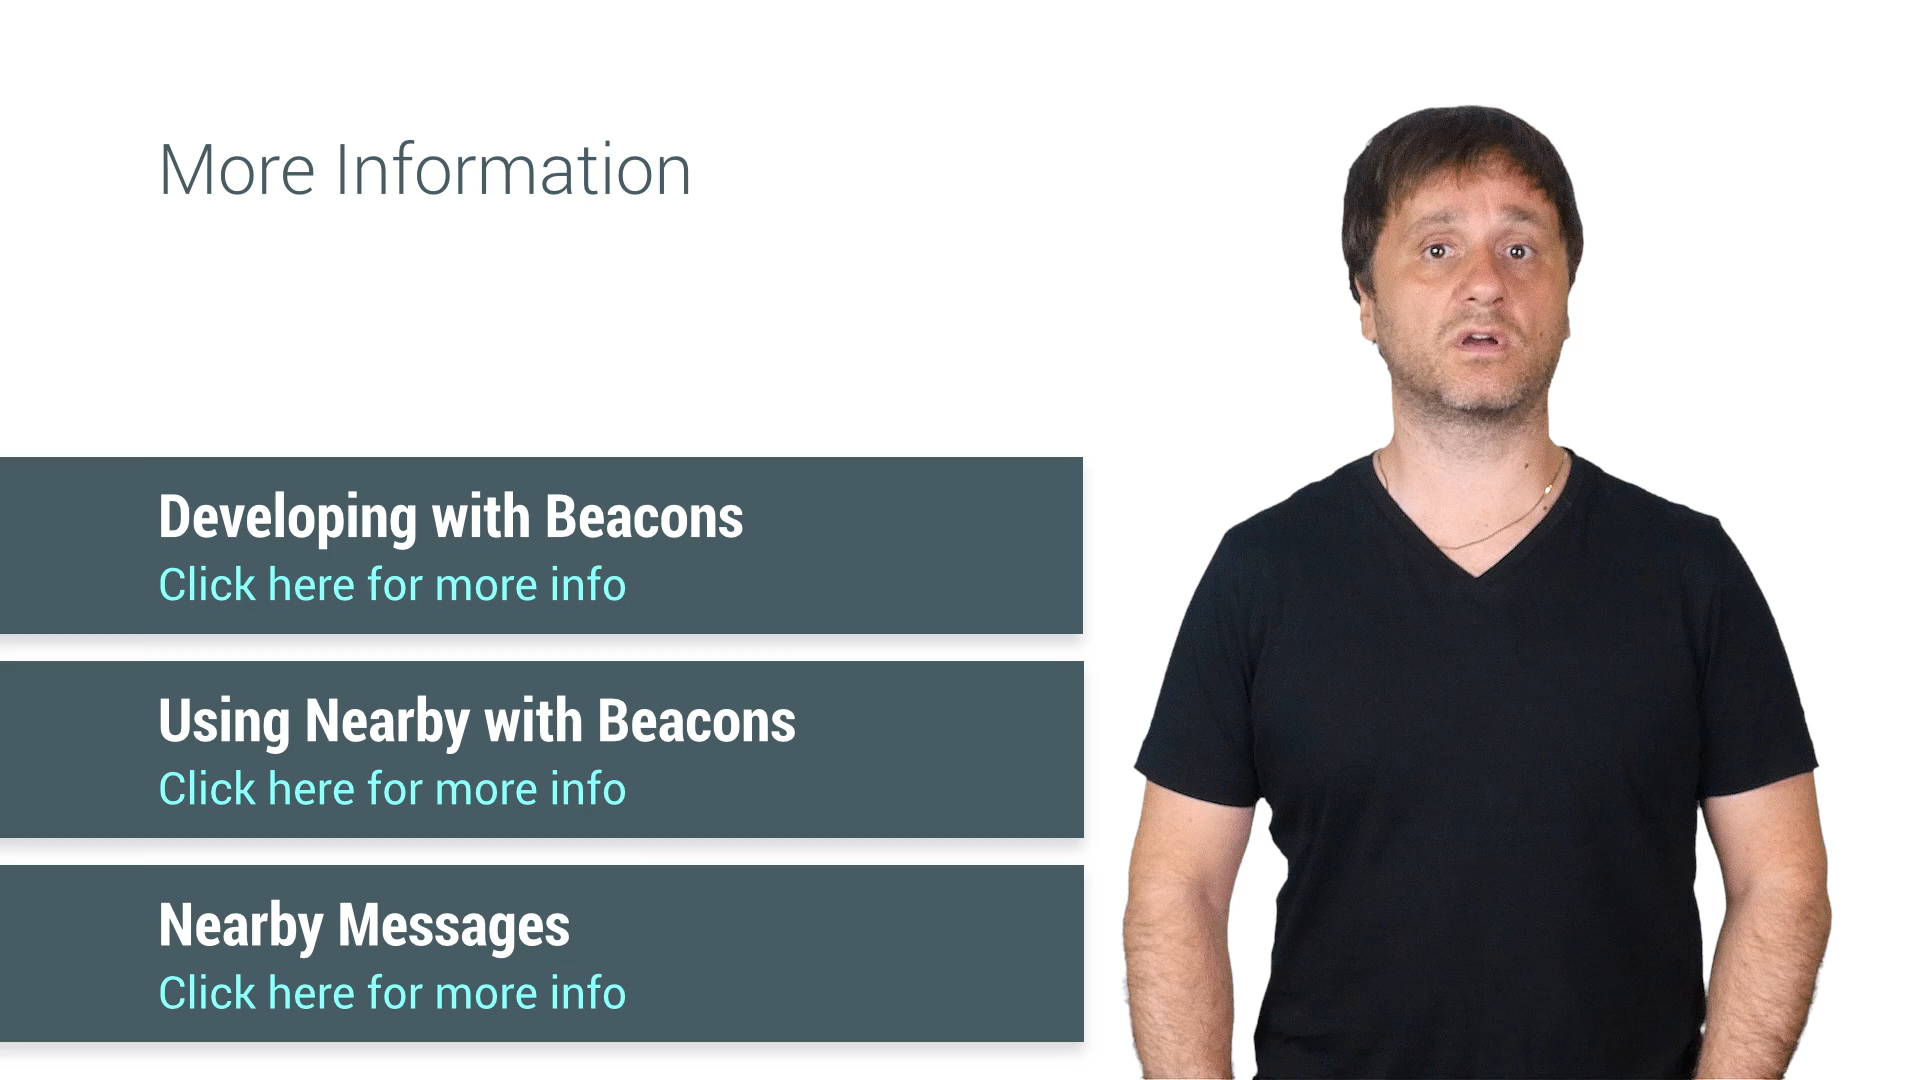 More Information
Developing with Beacons
Click here for more info
Using Nearby with Beacons
Click here for more info
Nearby Messages
Click here for more info